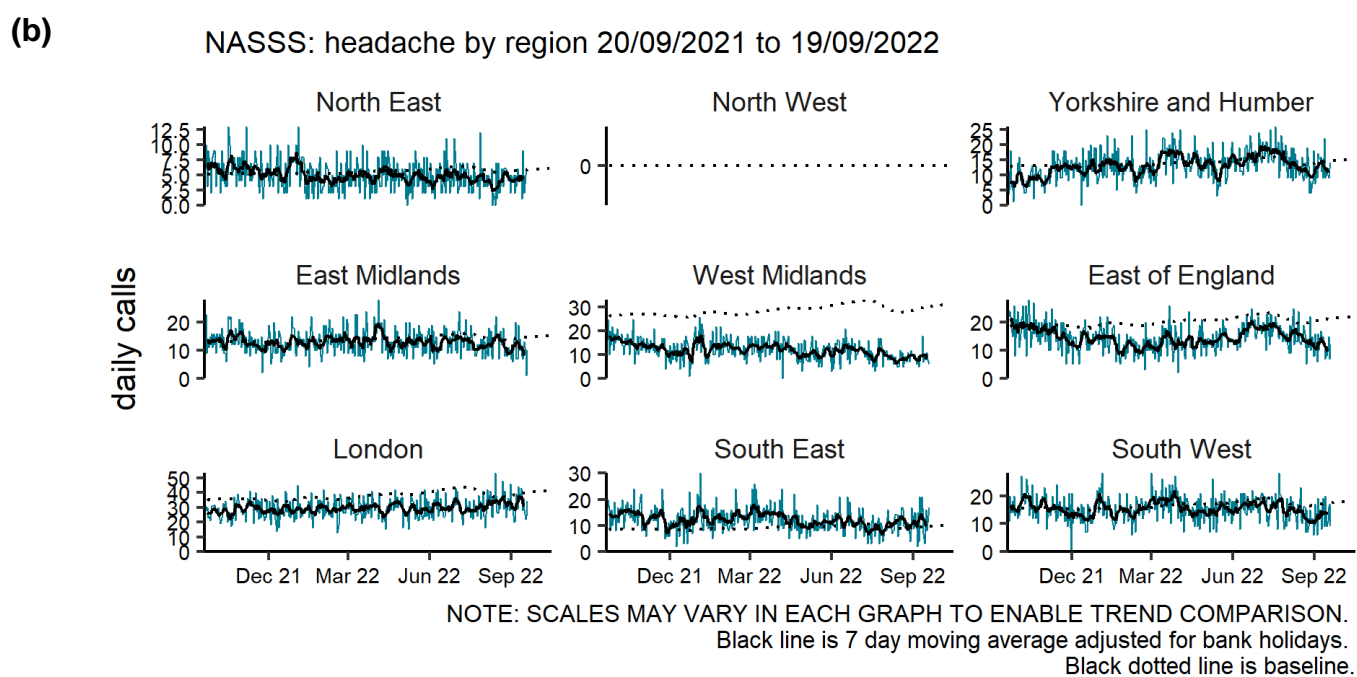 (b)
NASSS: headache by region 20/09/2021 to 19/09/2022
North East
North West
Yorkshire and Humber
12.5
10.0
7.5
5.0
2.5
0.0
0
25
20
15
10
5
0
daily calls
East Midlands
West Midlands
East of England
20
10
0
30
20
10
0
20
10
0
London
South East
South West
50
40
30
20
10
0
30
20
10
0
20
10
0
Dec 21 Mar 22 Jun 22 Sep 22
Dec 21 Mar 22 Jun 22 Sep 22
Dec 21 Mar 22 Jun 22 Sep 22
NOTE: SCALES MAY VARY IN EACH GRAPH TO ENABLE TREND COMPARISON.
Black line is 7 day moving average adjusted for bank holidays.
Black dotted line is baseline.